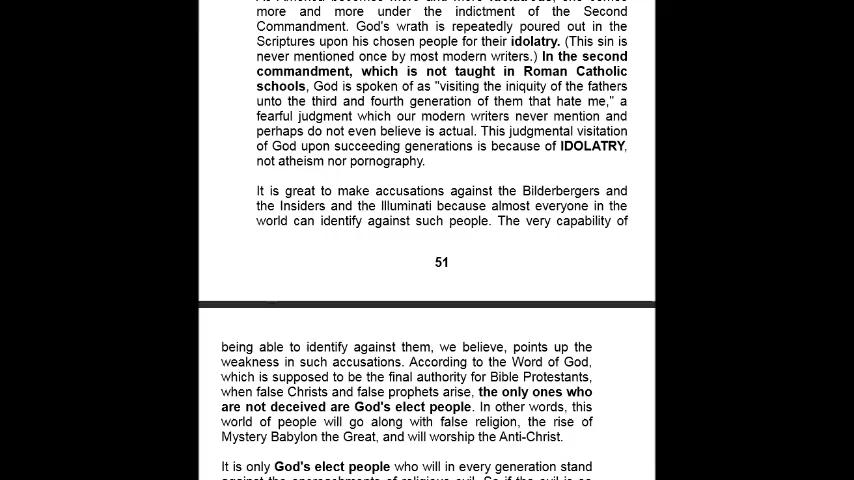 more and more under the indictment of the Second
Commandment. God's wrath is repeatedly poured out in the
Scriptures upon his chosen people for their idolatry. (This sin is
never mentioned once by most modern writers.) In the second
commandment, which is not taught in Roman Catholic
schools, God is spoken of as "visiting the iniquity of the fathers
unto the third and fourth generation of them that hate me," a
fearful judgment which our modern writers never mention and
perhaps do not even believe is actual. This judgmental visitation
of God upon succeeding generations is because of IDOLATRY,
not atheism nor pornography.
It is great to make accusations against the Bilderbergers and
the Insiders and the Illuminati because almost everyone in the
world can identify against such people. The very capability of
51
being able to identify against them, we believe, points up the
weakness in such accusations. According to the Word of God,
which is supposed to be the final authority for Bible Protestants,
when false Christs and false prophets arise, the only ones who
are not deceived are God's elect people. In other words, this
world of people will go along with false religion, the rise of
Mystery Babylon the Great, and will worship the Anti-Christ.
It is only God's elect people who will in every generation stand